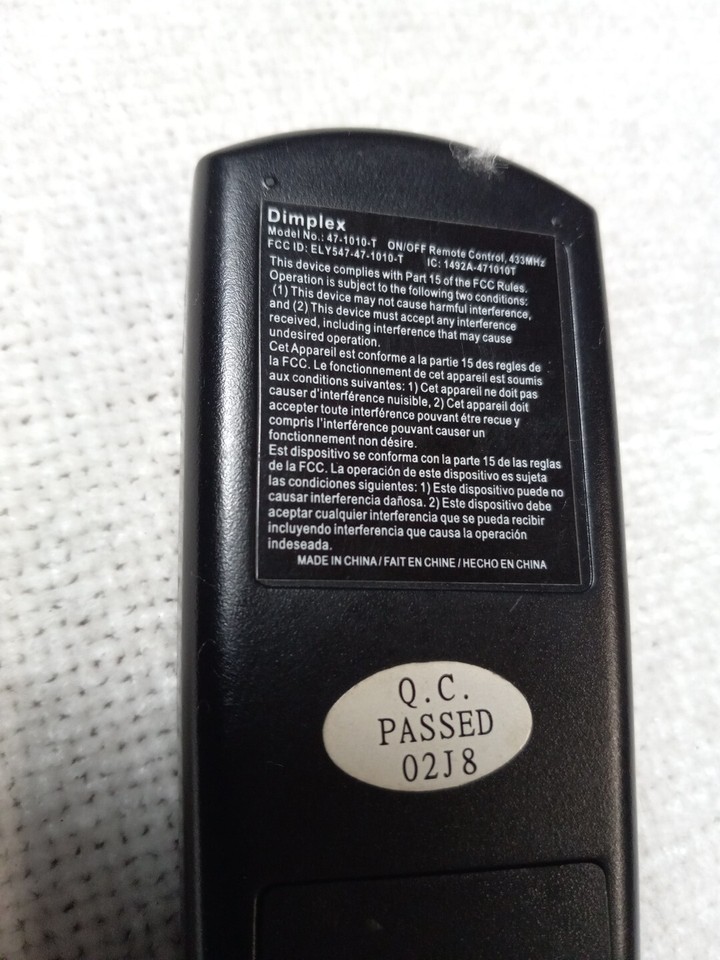 Dimplex
Model No.: 47-1010-T ON/OFF Remote Control, 433MHz
FCC ID: ELY547-47-1010-T IC: 1492A-471010T
This device complies with Part 15 of the FCC Rules.
Operation is subject to the following two conditions:
(1) This device may not cause harmful interference,
and (2) This device must accept any interference
received, including interference that may cause
undesired operation.
Cet Appareil est conforme a la partie 15 des regles de
la FCC. Le fonctionnement de cet appareil est soumis
aux conditions suivantes: 1) Cet appareil ne doit pas
causer d'interférence nuisible, 2) Cet appareil doit
accepter toute interférence pouvant étre recue y
compris l'interférence pouvant causer un
fonctionnement non désire.
Est dispositivo se conforma con la parte 15 de las reglas
de la FCC. La operación de este dispositivo es sujeta
las condiciones siguientes: 1) Este dispositivo puede no
causar interferencia dañosa. 2) Este dispositivo debe
aceptar cualquier interferencia que se pueda recibir
incluyendo interferencia que causa la operación
indeseada.
MADE IN CHINA / FAIT EN CHINE / HECHO EN CHINA
Q.C.
PASSED
02J8